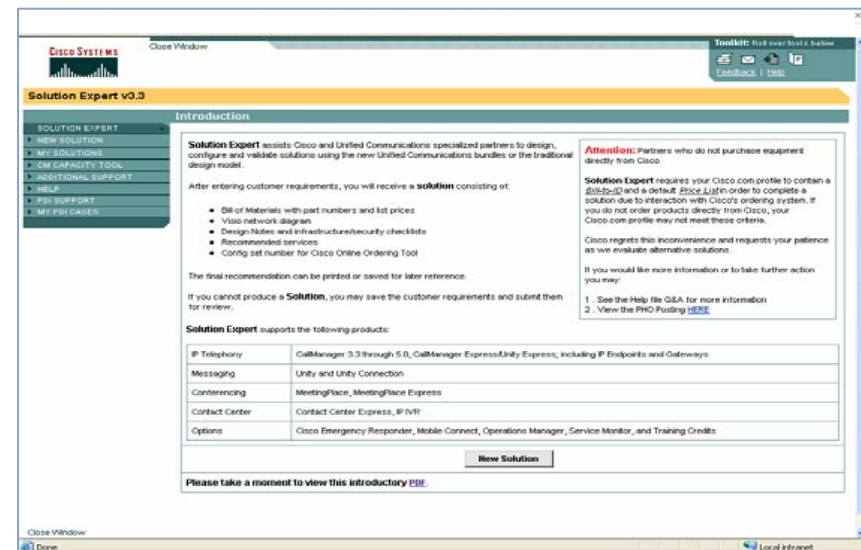 Close Window
Toolkit: Roll over tools below
CISCO SYSTEMS
Feedback | Help
Solution Expert v3.3
Introduction
SOLUTION EXPERT
NEW SOLUTION
MY SOLUTIONS
CM CAPACITY TOOL
ADDITIONAL SUPPORT
HELP
PDI SUPPORT
MY PDI CASES
Solution Expert assists Cisco and Unified Communications specialized partners to design,
configure and validate solutions using the new Unified Communications bundles or the traditional
design model.
After entering customer requirements, you will receive a solution consisting of:
Bill of Materials with part numbers and list prices
Visio network diagram
Design Notes and infrastructure/security checklists
Recommended services
Config set number for Cisco Online Ordering Tool
The final recommendation can be printed or saved for later reference.
If you cannot produce a Solution, you may save the customer requirements and submit them
for review.
Attention: Partners who do not purchase equipment
directly from Cisco
Solution Expert requires your Cisco.com profile to contain a
Bill-to-ID and a default Price List in order to complete a
solution due to interaction with Cisco's ordering system. If
you do not order products directly from Cisco, your
Cisco.com profile may not meet these criteria.
Cisco regrets this inconvenience and requests your patience
as we evaluate alternative solutions.
If you would like more information or to take further action
you may:
1 . See the Help file Q&A for more information
2 . View the PHO Posting HERE
Solution Expert supports the following products:
IP Telephony CallManager 3.3 through 5.0, CallManager Express/Unity Express; including IP Endpoints and Gateways
Messaging Unity and Unity Connection
Conferencing MeetingPlace, MeetingPlace Express
Contact Center Contact Center Express, IP IVR
Options Cisco Emergency Responder, Mobile Connect, Operations Manager, Service Monitor, and Training Credits
New Solution
Please take a moment to view this introductory PDF.
Close Window
Done
Local intranet